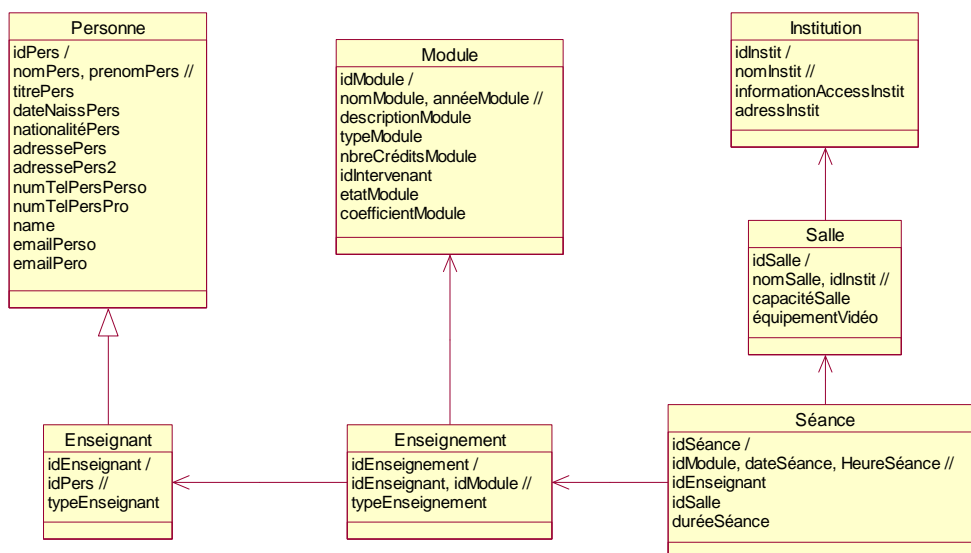 Personne
idPers /
nomPers, prenomPers //
titrePers
dateNaissPers
nationalitéPers
adressePers
adressePers2
numTelPersPerso
numTelPersPro
name
emailPerso
emailPero
Module
idModule /
nomModule, annéeModule //
descriptionModule
typeModule
nbreCréditsModule
idIntervenant
etatModule
coefficientModule
Institution
idInstit /
nomInstit //
informationAccessInstit
adressInstit
Salle
idSalle /
nomSalle, idInstit //
capacitéSalle
équipementVidéo
Enseignant
idEnseignant /
idPers //
typeEnseignant
Enseignement
idEnseignement /
idEnseignant, idModule //
typeEnseignement
Séance
idSéance /
idModule, dateSéance, HeureSéance //
idEnseignant
idSalle
duréeSéance